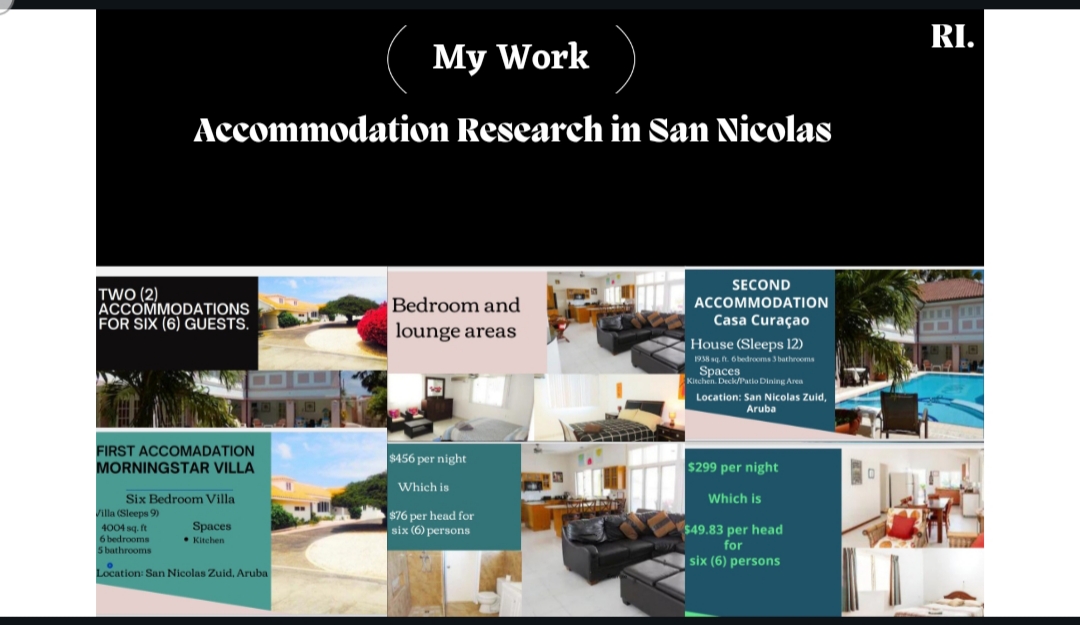 My Work
RI.
Accommodation Research in San Nicolas
TWO (2)
ACCOMMODATIONS
FOR SIX (6) GUESTS.
Bedroom and
lounge areas
SECOND
ACCOMMODATION
Casa Curaçao
House (Sleeps 12)
1938 sq. ft. 6 bedrooms 3 bathrooms
Spaces
Kitchen. Deck/Patio Dining Area
Location: San Nicolas Zuid,
Aruba
FIRST ACCOMADATION
MORNINGSTAR VILLA
Six Bedroom Villa
Villa (Sleeps 9)
4004 sq. ft
6 bedrooms
5 bathrooms
Spaces
• Kitchen
Location: San Nicolas Zuid, Aruba
$456 per night
Which is
$76 per head for
six (6) persons
$299 per night
Which is
$49.83 per head
for
six (6) persons